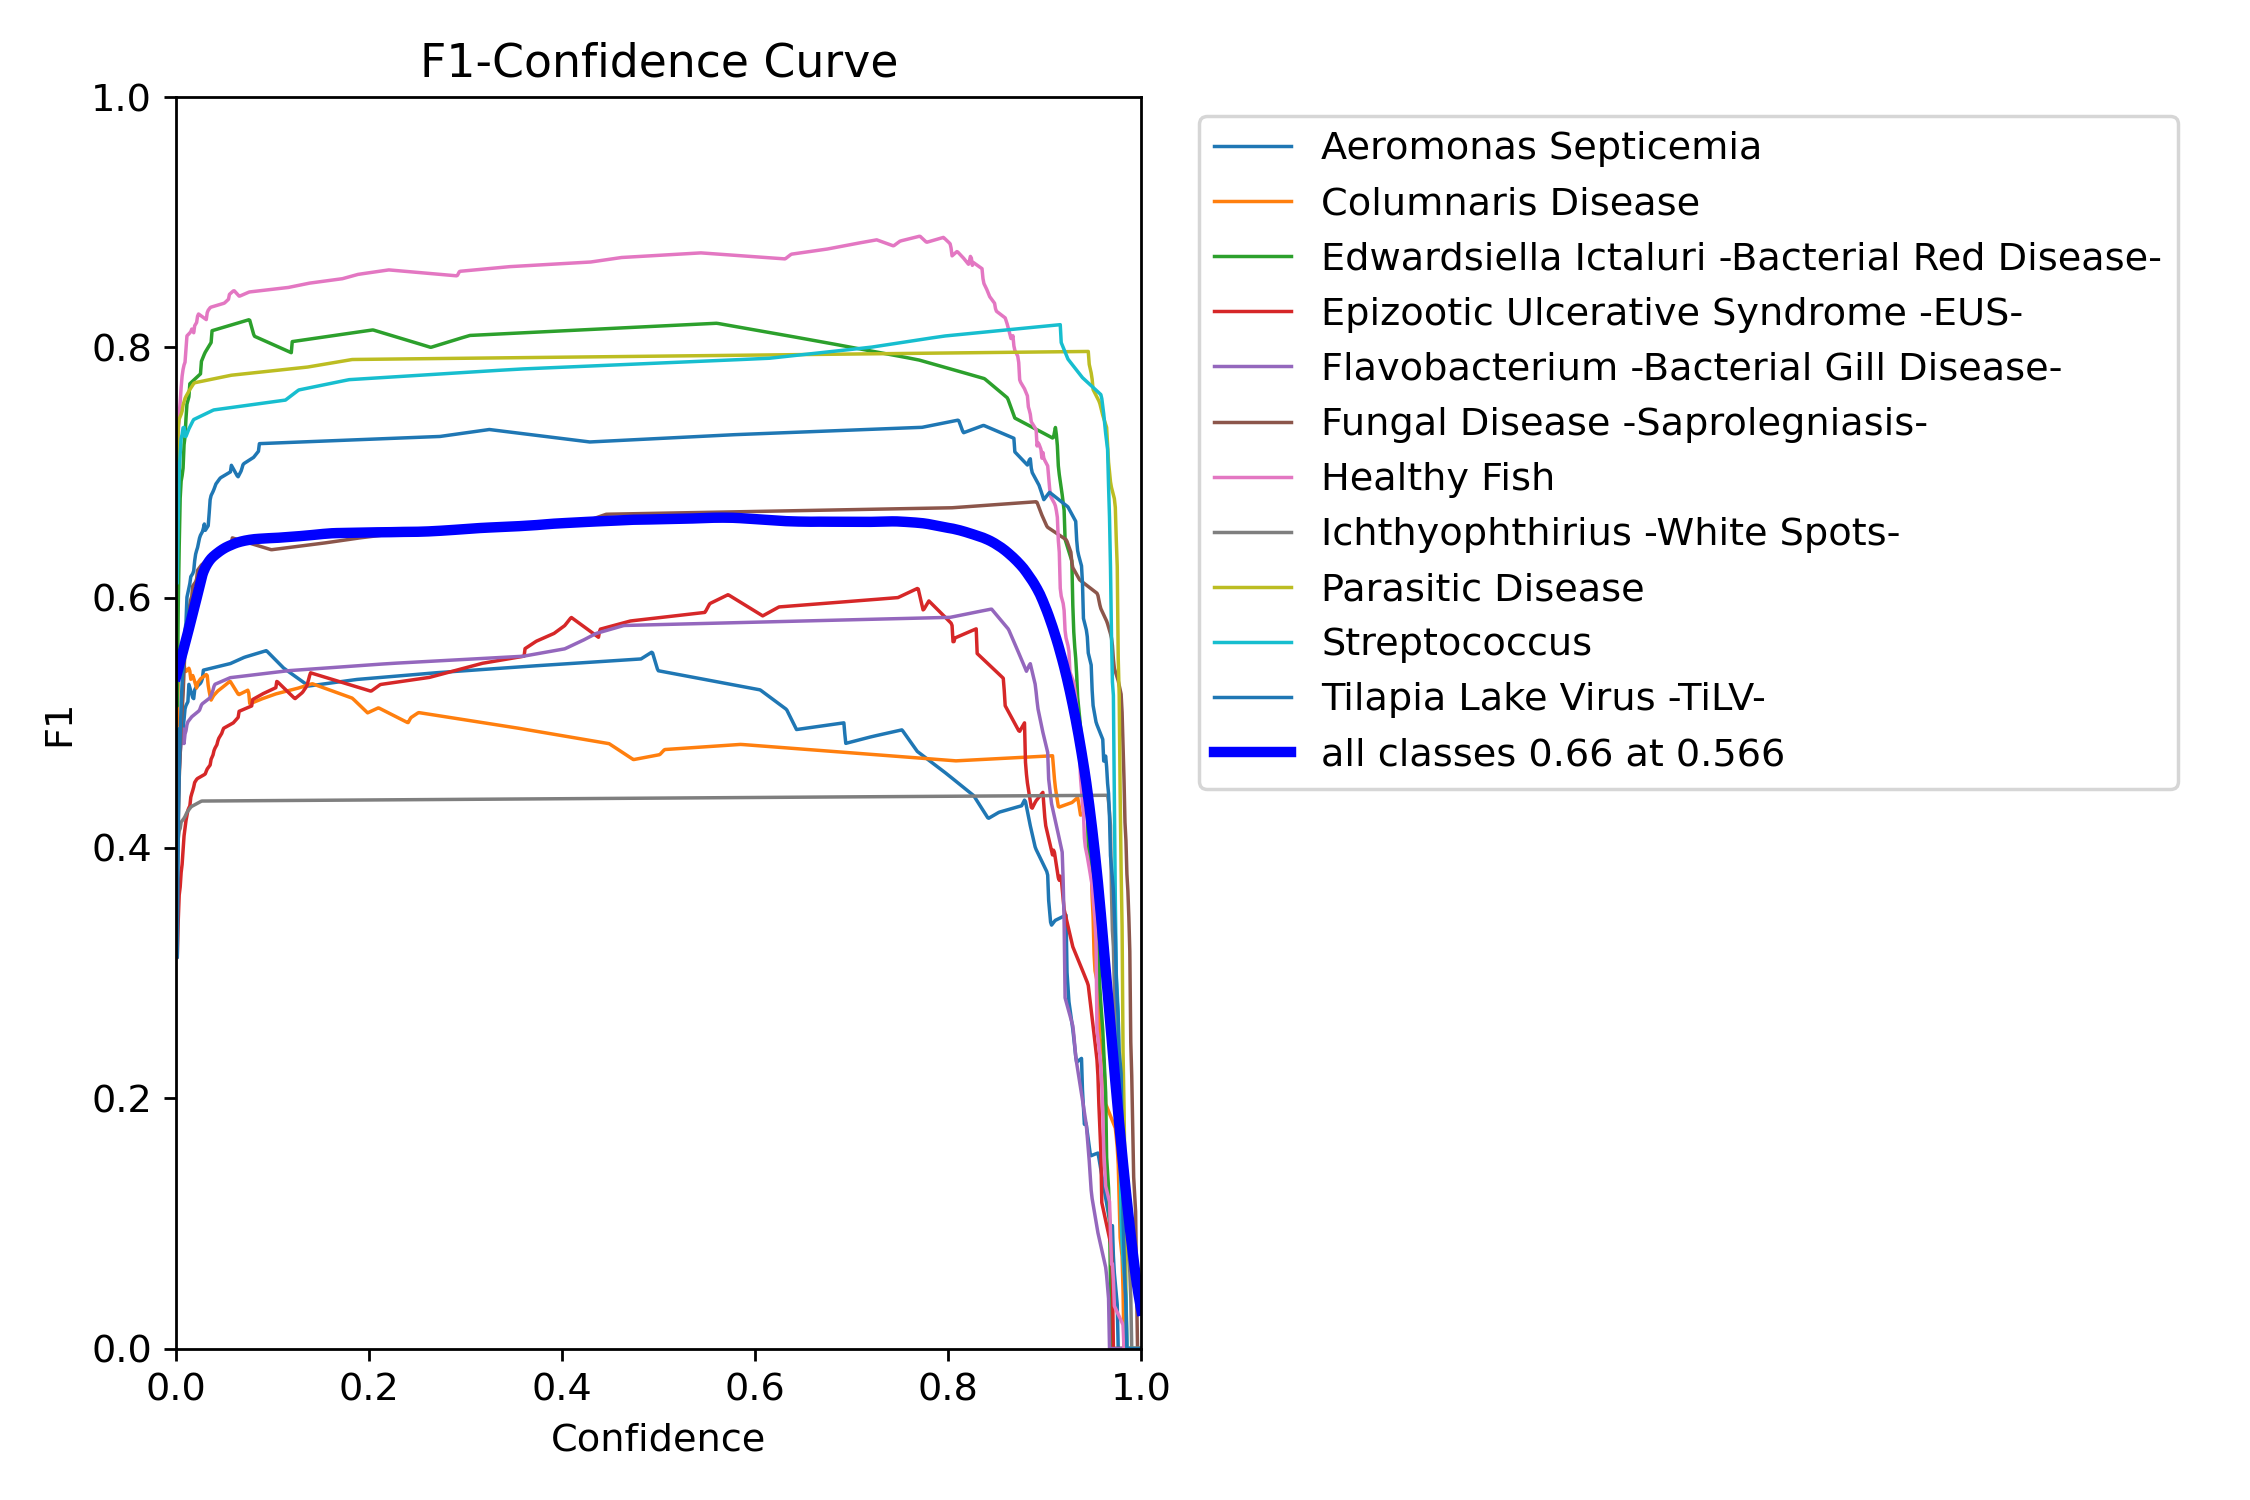 F1-Confidence Curve
1.0
0.8
0.6
0.4
0.2
0.0
F1
0.0 0.2 0.4 0.6 0.8 1.0
Confidence
Aeromonas Septicemia
Columnaris Disease
Edwardsiella Ictaluri -Bacterial Red Disease-
Epizootic Ulcerative Syndrome -EUS-
Flavobacterium -Bacterial Gill Disease-
Fungal Disease -Saprolegniasis-
Healthy Fish
Ichthyophthirius -White Spots-
Parasitic Disease
Streptococcus
Tilapia Lake Virus -TiLV-
all classes 0.66 at 0.566